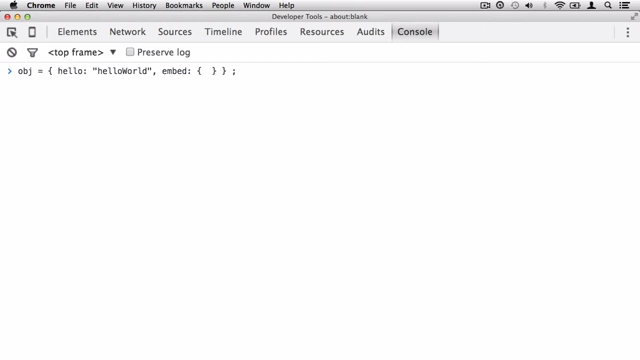 Chrome File Edit View History Bookmarks People Window Help
Developer Tools - about:blank
Elements Network Sources Timeline Profiles Resources Audits Console
<top frame> Preserve log
obj = { hello: "helloWorld", embed: {  } } ;